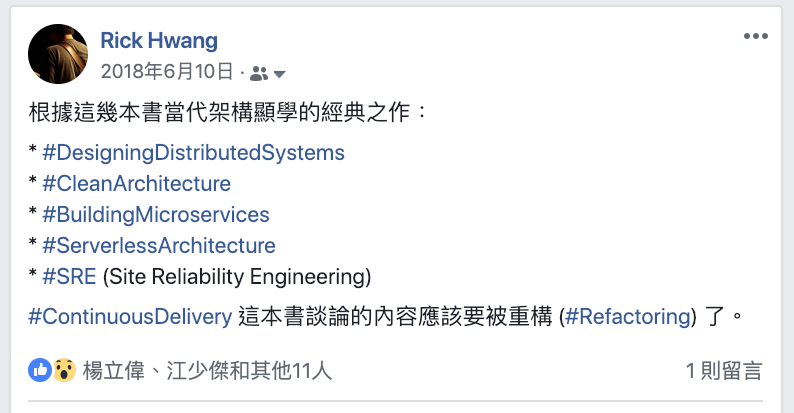 Rick Hwang
2018年6月10日 ·
根據這幾本書當代架構顯學的經典之作：
* #DesigningDistributedSystems
* #CleanArchitecture
* #BuildingMicroservices
* #ServerlessArchitecture
* #SRE (Site Reliability Engineering)
#ContinuousDelivery 這本書談論的內容應該要被重構 (#Refactoring) 了。
楊立偉、江少傑和其他11人
1 則留言